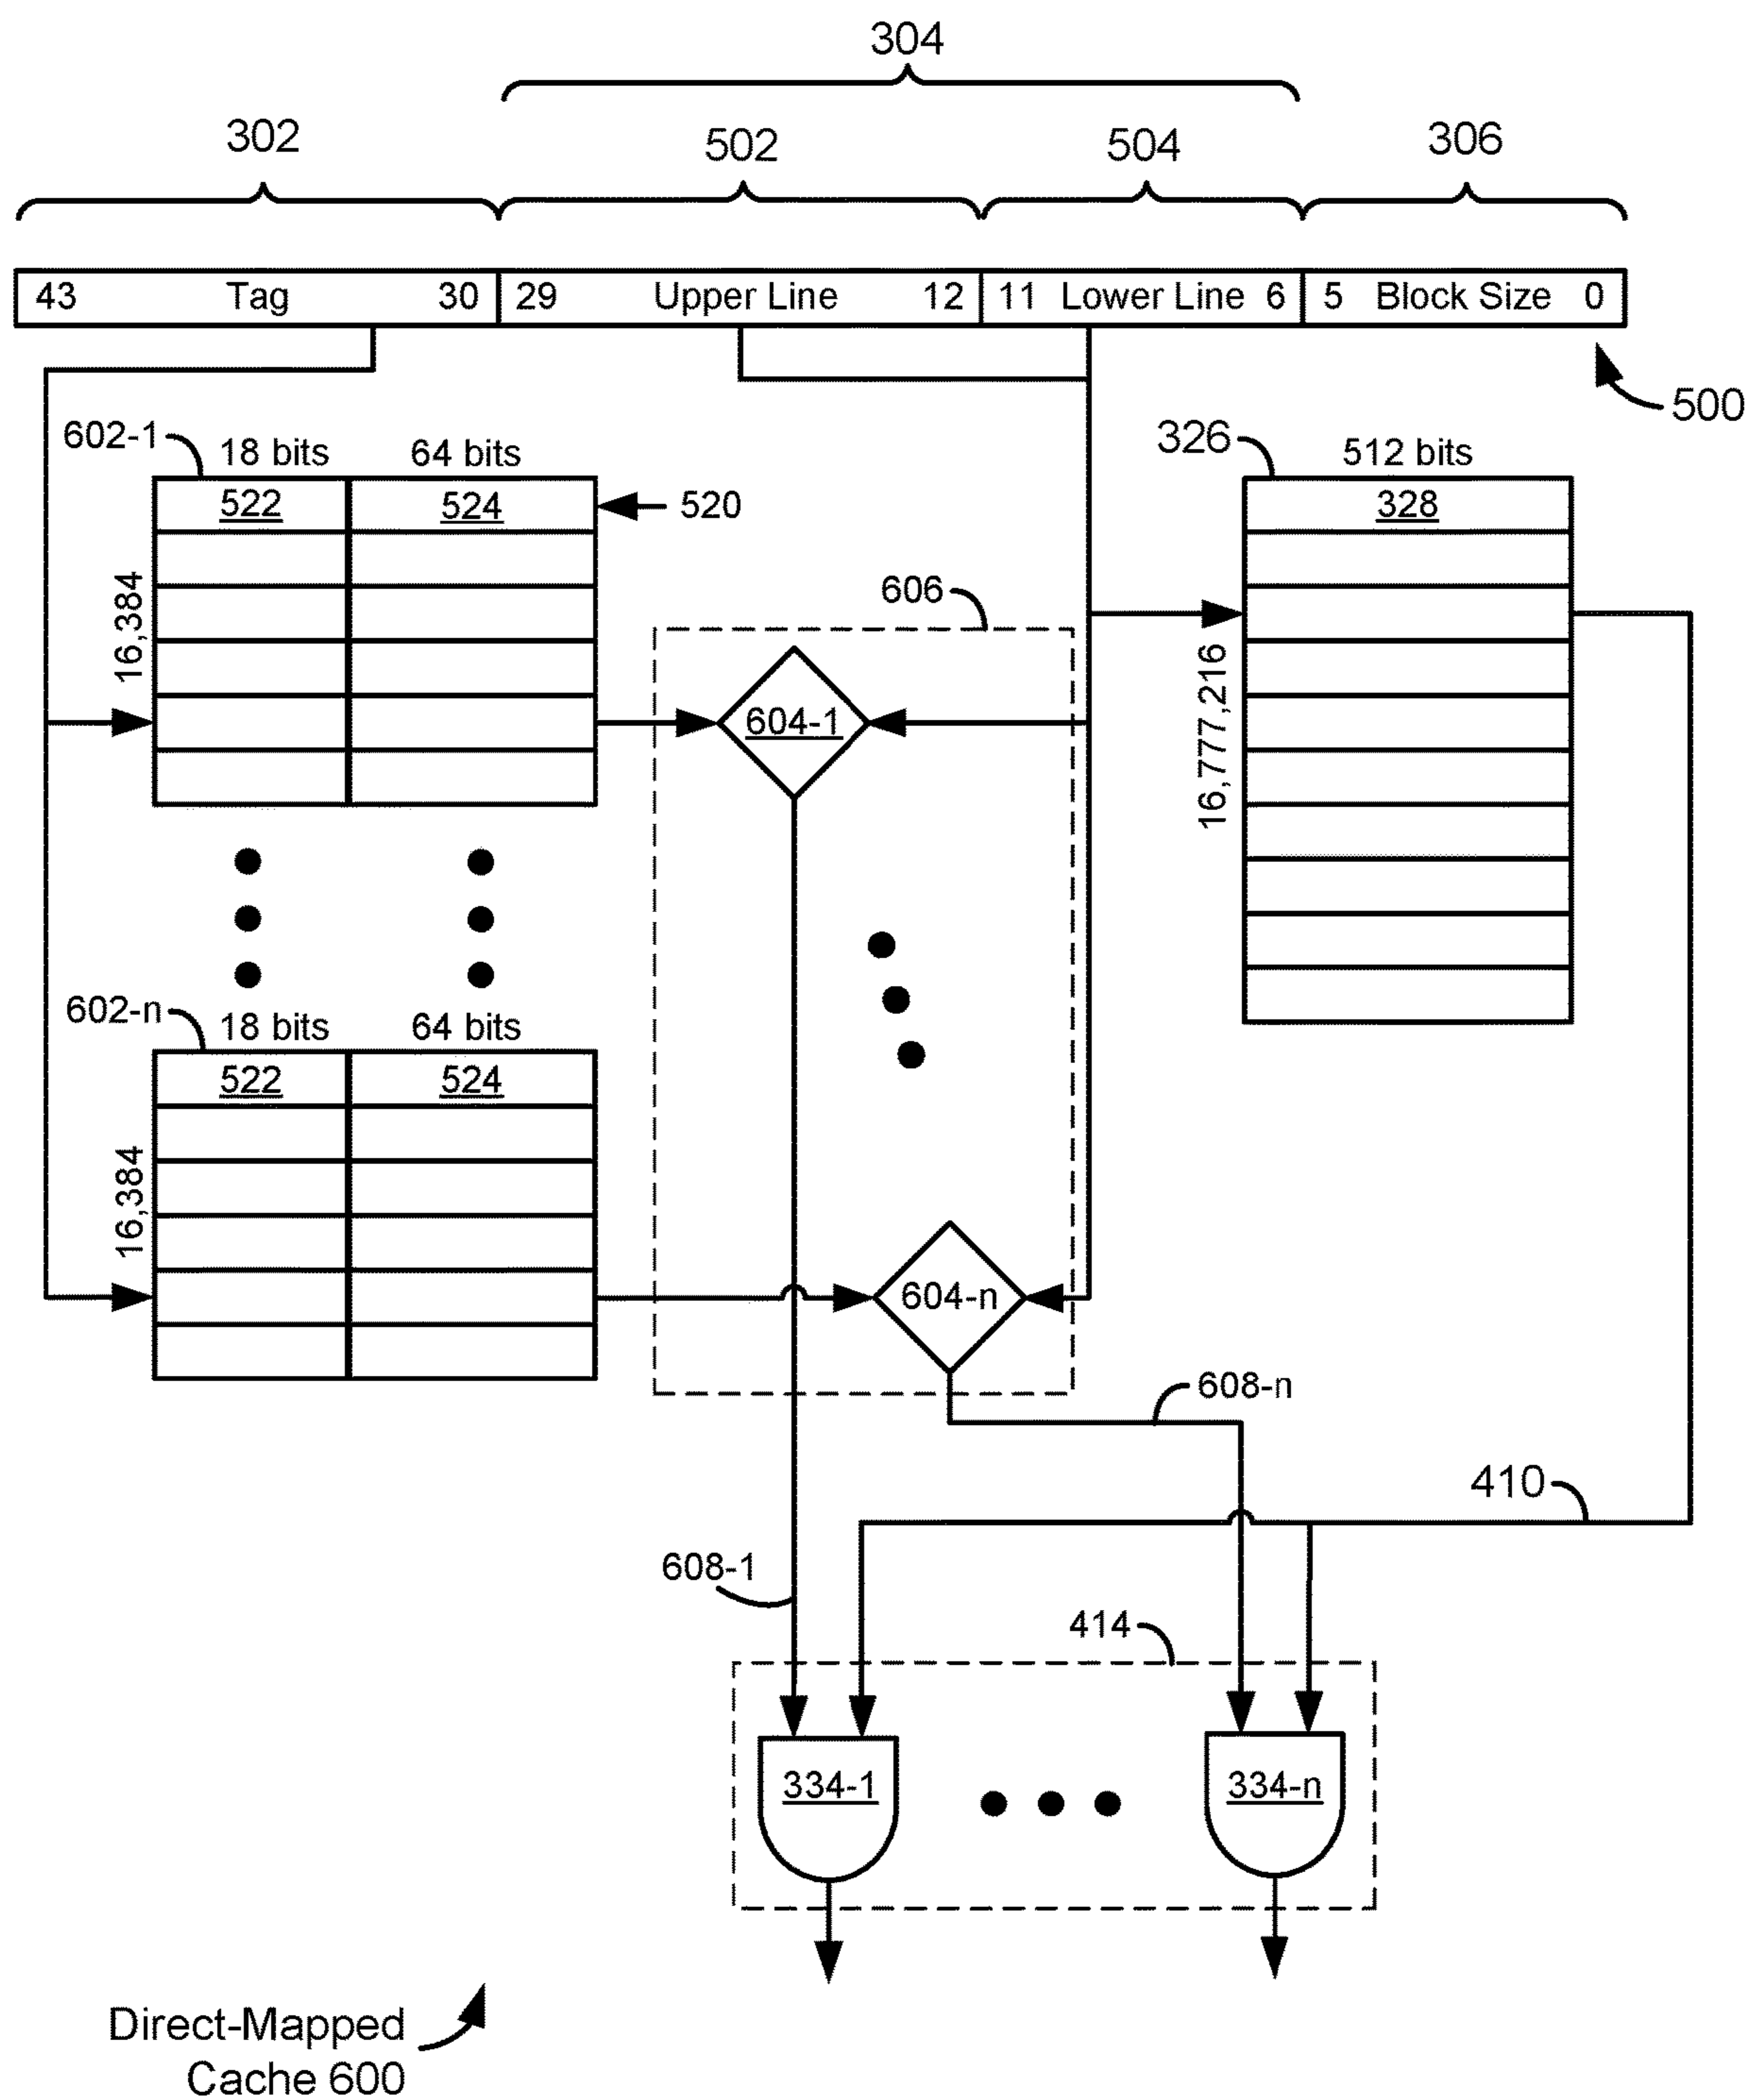 304
302
502
504
306
43 Tag 30 29 Upper Line 12 11 Lower Line 6 5 Block Size 0
500
602-1
18 bits
64 bits
326
512 bits
522
524
520
328
16,384
606
604-1
16,777,216
602-n
18 bits
64 bits
522
524
16,384
604-n
608-n
410
608-1
414
334-1
334-n
Direct-Mapped
Cache 600